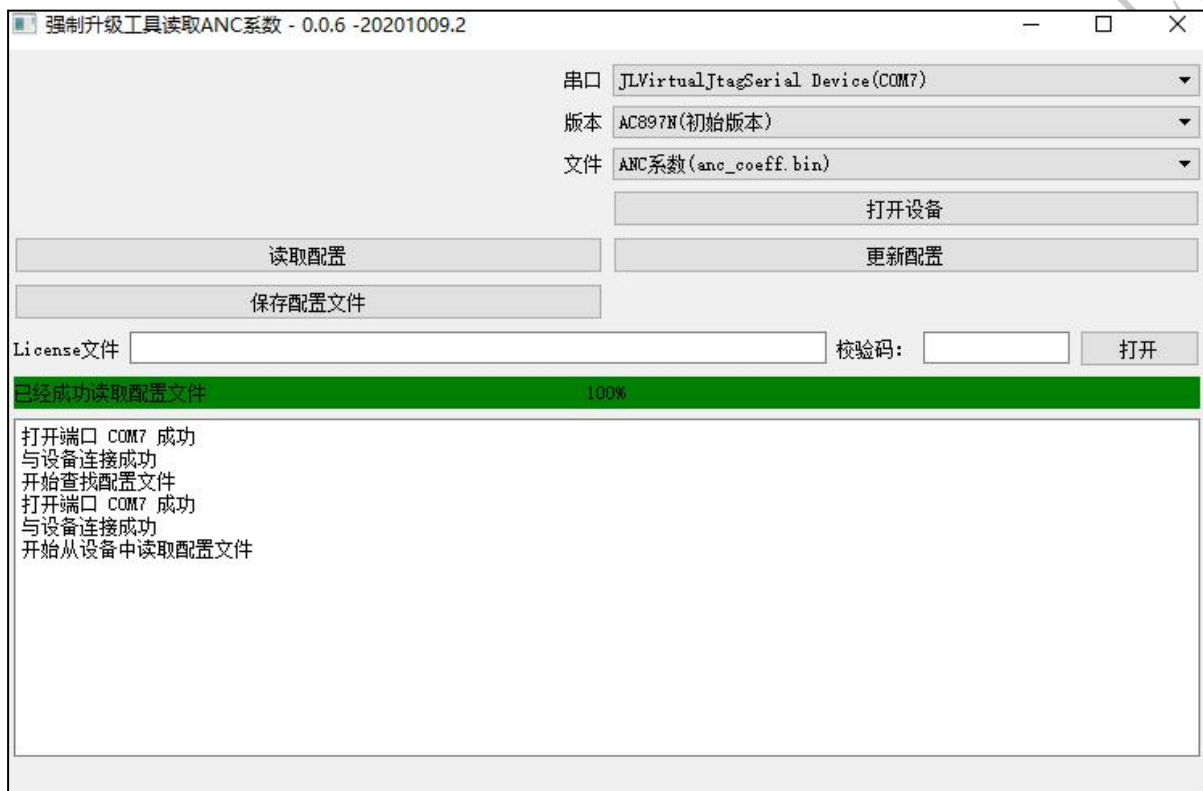 强制升级工具读取ANC系数 - 0.0.6 -20201009.2
串口 JLVirtualJtagSerial Device(COM7)
版本 AC897N(初始版本)
文件 ANC系数(anc_coeff.bin)
打开设备
读取配置 更新配置
保存配置文件
License文件 校验码: 打开
已经成功读取配置文件 100%
打开端口 COM7 成功
与设备连接成功
开始查找配置文件
打开端口 COM7 成功
与设备连接成功
开始从设备中读取配置文件